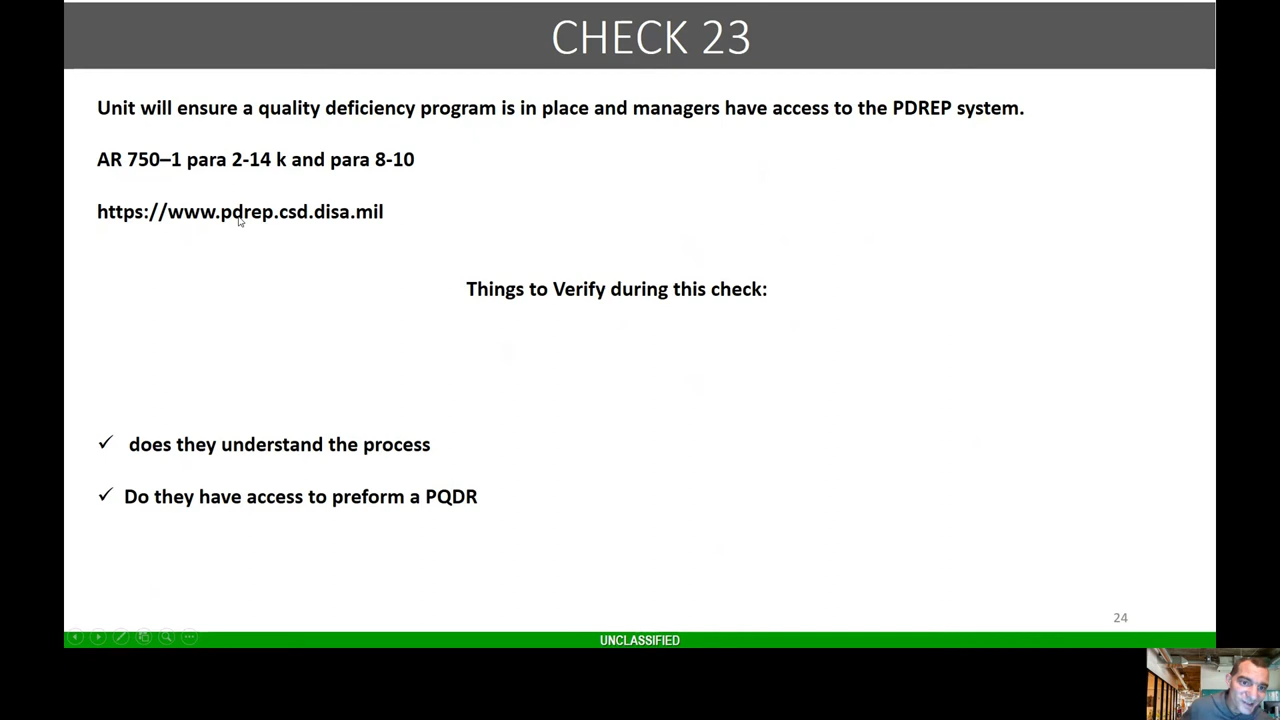 CHECK 23
Unit will ensure a quality deficiency program is in place and managers have access to the PDREP system.
AR 750–1 para 2-14 k and para 8-10
https://www.pdrep.csd.disa.mil
Things to Verify during this check:
✓ does they understand the process
✓ Do they have access to preform a PQDR
24
UNCLASSIFIED